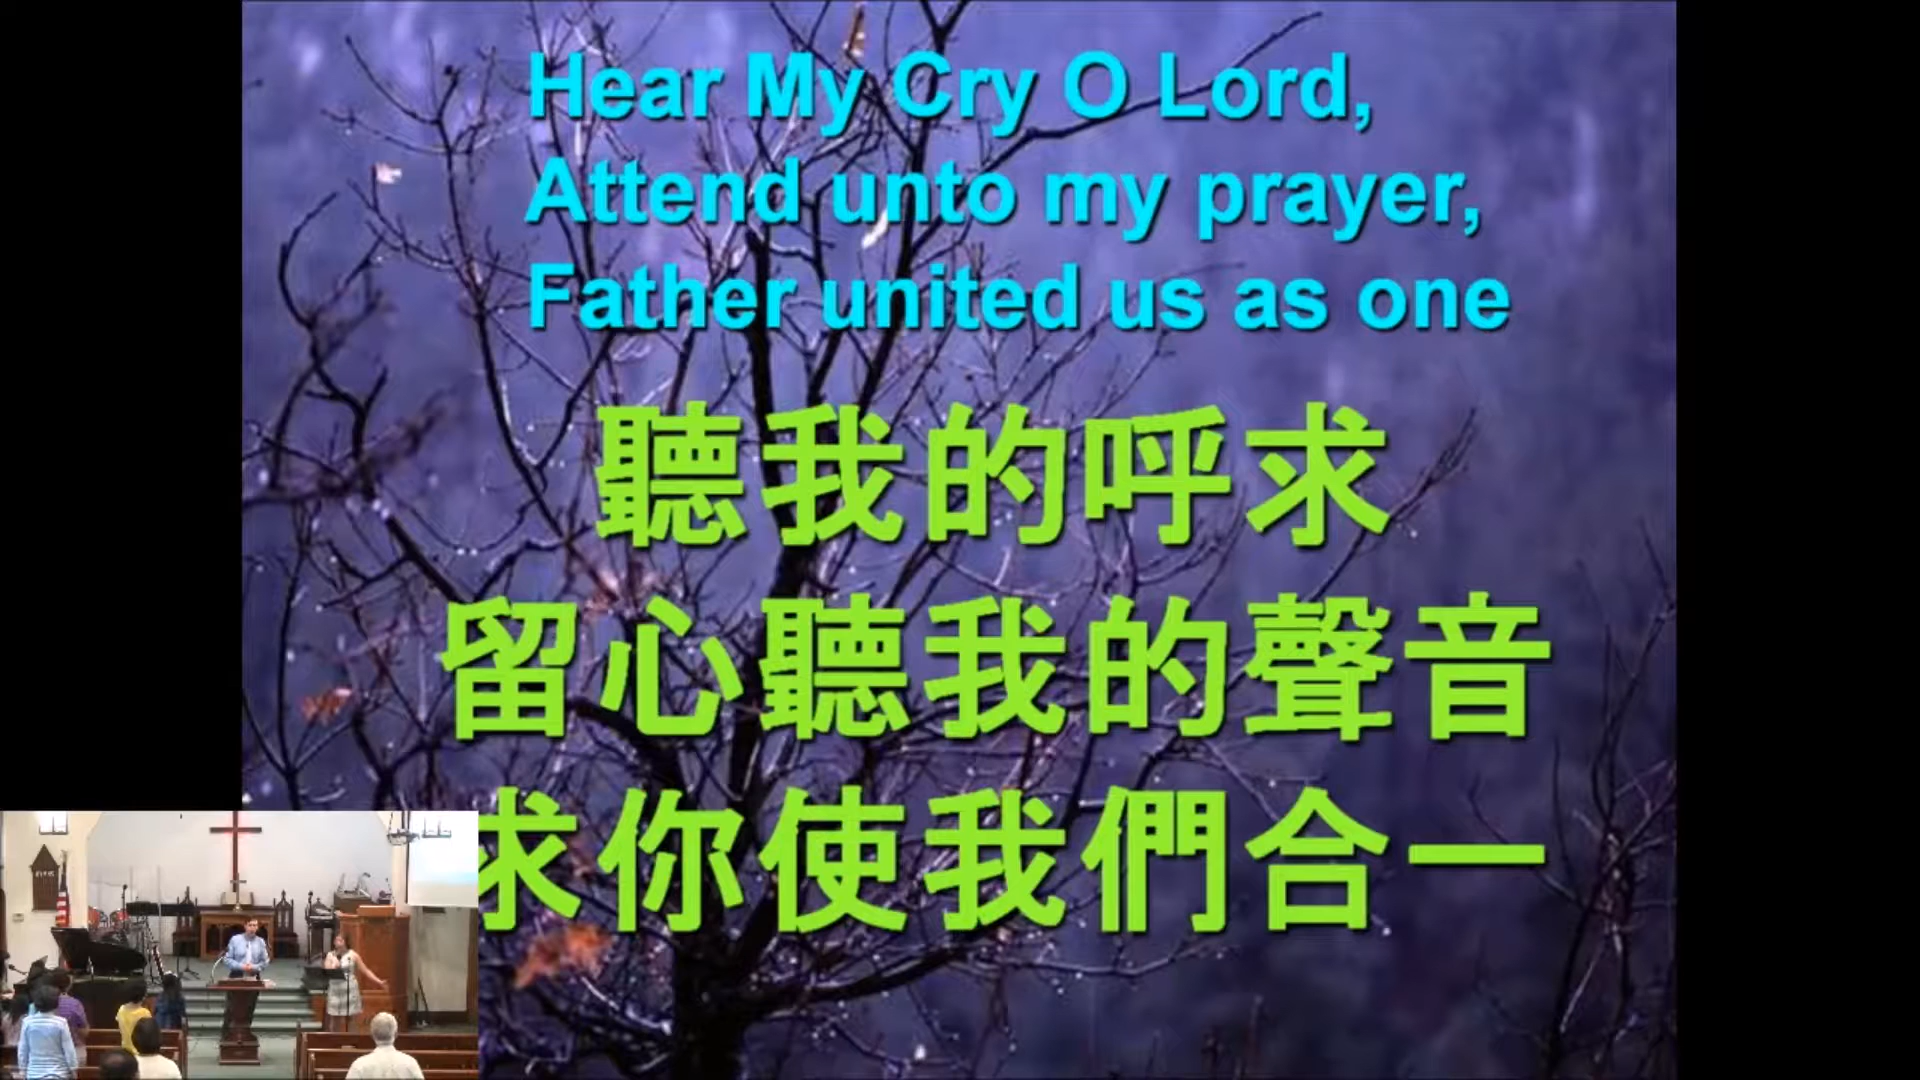 Hear My Cry O Lord,
Attend unto my prayer,
Father united us as one
聽我的呼求
留心聽我的聲音
求你使我們合一